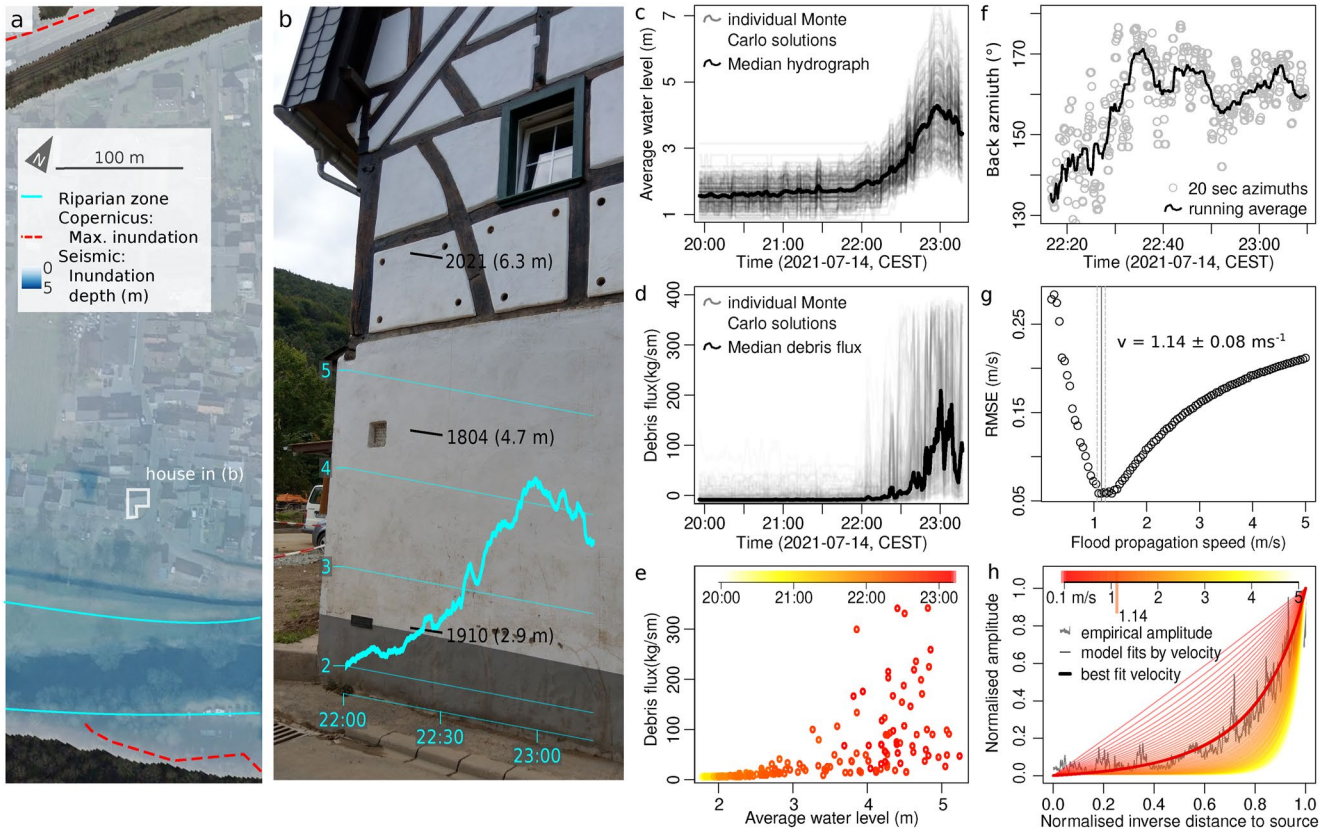 a
N
100 m
Riparian zone
Copernicus:
Max. inundation
Seismic:
0
5
Inundation
depth (m)
house in (b)
b
2021 (6.3 m)
5
1804 (4.7 m)
4
3
1910 (2.9 m)
2
22:00
22:30
23:00
c
individual Monte
Carlo solutions
Median hydrograph
Average water level (m)
7
5
3
1
20:00
21:00
22:00
23:00
Time (2021-07-14, CEST)
d
individual Monte
Carlo solutions
Median debris flux
Debris flux(kg/sm)
400
300
200
100
0
20:00
21:00
22:00
23:00
Time (2021-07-14, CEST)
e
20:00
21:00
22:00
23:00
Debris flux(kg/sm)
300
200
100
0
2
3
4
5
Average water level (m)
f
Back azmiuth (°)
170
150
130
20 sec azimuths
running average
22:20
22:40
23:00
Time (2021-07-14, CEST)
g
v = 1.14 ± 0.08 ms-1
RMSE (m/s)
0.25
0.15
0.05
1
2
3
4
5
Flood propagation speed (m/s)
h
0.1 m/s
1
2
3
4
5
1.14
empirical amplitude
model fits by velocity
best fit velocity
Normalised amplitude
1.0
0.8
0.6
0.4
0.2
0.0
0.0
0.2
0.4
0.6
0.8
1.0
Normalised inverse distance to source